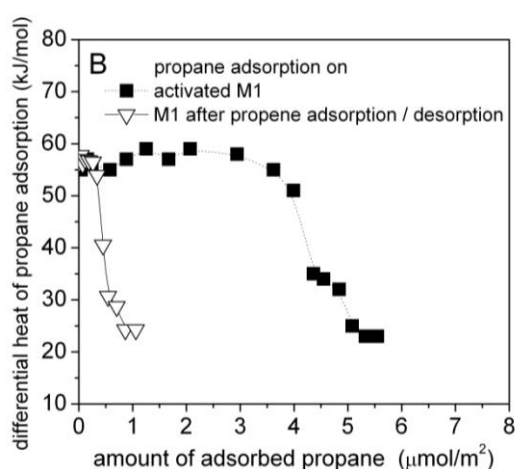 B
propane adsorption on
activated M1
M1 after propene adsorption / desorption
differential heat of propane adsorption (kJ/mol)
80
70
60
50
40
30
20
10
0 1 2 3 4 5 6 7 8
amount of adsorbed propane (μmol/m²)